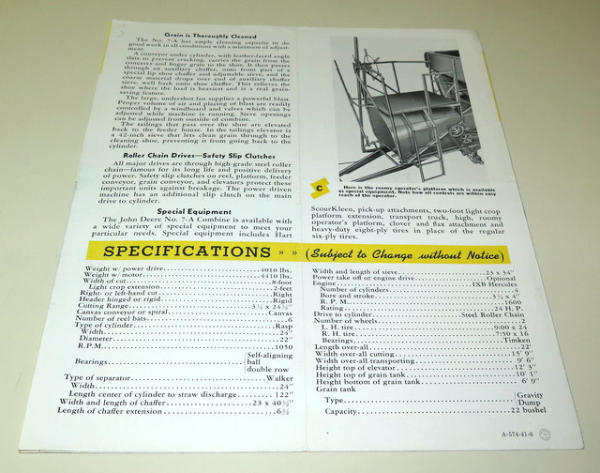 Grain is Thoroughly Cleaned
The No. 7-A has ample cleaning capacity to do
good work in all conditions with a minimum of adjust-
ment.
A conveyor under cylinder, with leather-faced angle
slats to prevent cracking, carries the grain from the
concaves and finger grate to the shoe. It then passes
through an auxiliary chaffer, onto front part of a
special lip shoe chaffer and adjustable sieve, and the
coarse material drops over end of auxiliary chaffer
sieve, well back onto shoe chaffer. This relieves the
shoe where the load is heaviest and is a real grain-
saving feature.
The large, undershot fan supplies a powerful blast.
Proper volume of air and placing of blast are readily
controlled by a windboard and valves which can be
adjusted while machine is running. Sieve openings
can be adjusted from outside of combine.
The tailings that pass over the shoe are elevated
back to the feeder house. In the tailings elevator is
a 42-inch sieve that lets clean grain through to the
cleaning shoe, preventing it from going back to the
cylinder.
Roller Chain Drives—Safety Slip Clutches
All major drives are through high-grade steel roller
chain—famous for its long life and positive delivery
of power. Safety slip clutches on reel, platform, feeder
conveyor, grain conveyor, and elevators protect these
important units against breakage. The power driven
machine has an additional slip clutch on the main
drive to cylinder.
Special Equipment
The John Deere No. 7-A Combine is available with
a wide variety of special equipment to meet your
particular needs. Special equipment includes Hart
C
Here is the roomy operator's platform which is available
as special equipment. Note how all controls are within easy
reach of the operator.
ScourKleen, pick-up attachments, two-foot light crop
platform extension, transport truck, high, roomy
operator's platform, clover and flax attachment and
heavy-duty eight-ply tires in place of the regular
six-ply tires.
SPECIFICATIONS » » (Subject to Change without Notice)
Weight w/ power drive 4010 lbs.
Weight w/ motor 4410 lbs.
Width of cut 8-foot
Light crop extension 2-feet
Right- or left-hand cut Right
Header hinged or rigid Rigid
Cutting Range 3½ x 24½"
Canvas conveyor or spiral Canvas
Number of reel bats 6
Type of cylinder Rasp
Width 24"
Diameter 22"
R.P.M. 1050
Bearings Self-aligning
ball
double row
Type of separator Walker
Width 24"
Length center of cylinder to straw discharge 122"
Width and length of chaffer 23 x 40½"
Length of chaffer extension 6½
Width and length of sieve 23 x 34"
Power take off or engine drive Optional
Engine IXB Hercules
Number of cylinders 4
Bore and stroke 3¼ x 4"
R. P. M. 1600
Rating 24 H. P.
Drive to cylinder Steel Roller Chain
Number of wheels 2
L. H. tire 9:00 x 24
R. H. tire 7:50 x 16
Bearings Timken
Length over-all 22'
Width over-all cutting 15' 9"
Width over-all transporting 9' 6"
Height top of elevator 12' 3"
Height top of grain tank 10' 1"
Height bottom of grain tank 6' 9"
Grain tank
Type Gravity
Dump
Capacity 22 bushel
A-574-41-6